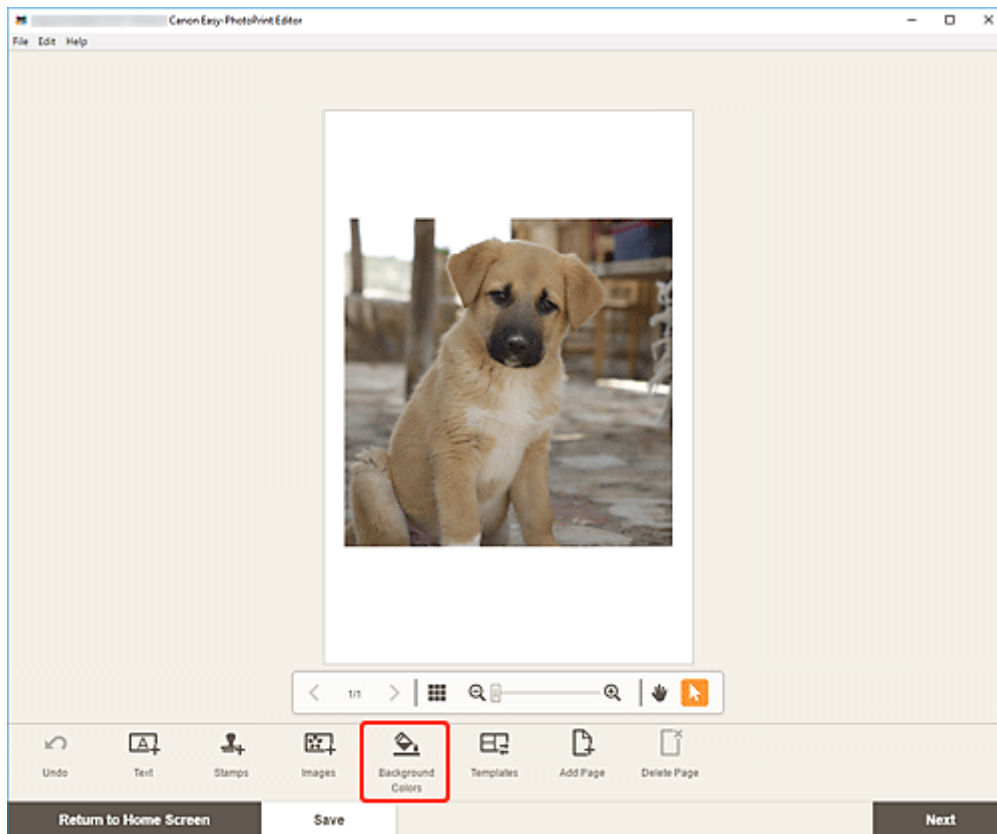 Canon Easy-PhotoPrint Editor
File Edit Help
1/1
Undo Text Stamps Images Background Colors Templates Add Page Delete Page
Return to Home Screen Save Next